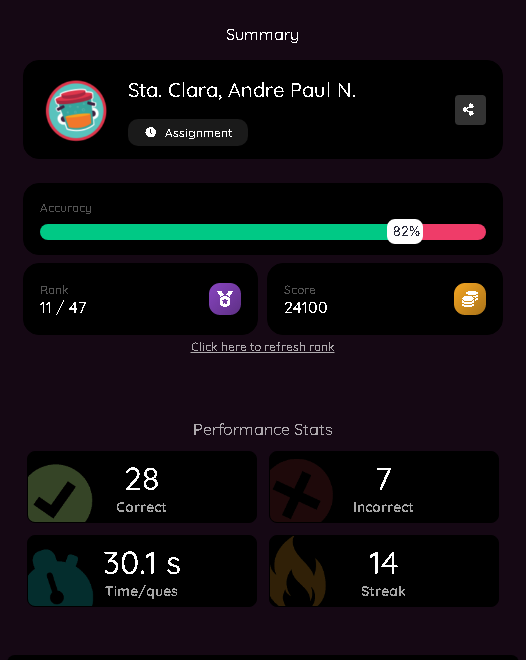 Summary
Sta. Clara, Andre Paul N.
Assignment
Accuracy
82%
Rank
11 / 47
Score
24100
Click here to refresh rank
Performance Stats
28
Correct
7
Incorrect
30.1 s
Time/ques
14
Streak